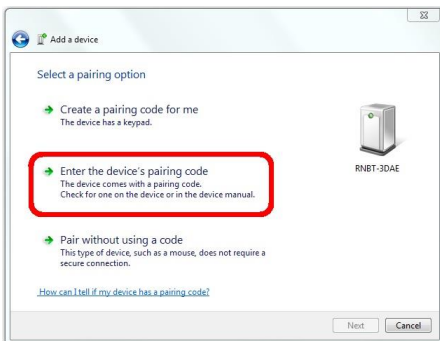 Add a device
Select a pairing option
Create a pairing code for me
The device has a keypad.
Enter the device's pairing code
The device comes with a pairing code.
Check for one on the device or in the device manual.
RNBT-3DAE
Pair without using a code
This type of device, such as a mouse, does not require a
secure connection.
How can I tell if my device has a pairing code?
Next
Cancel